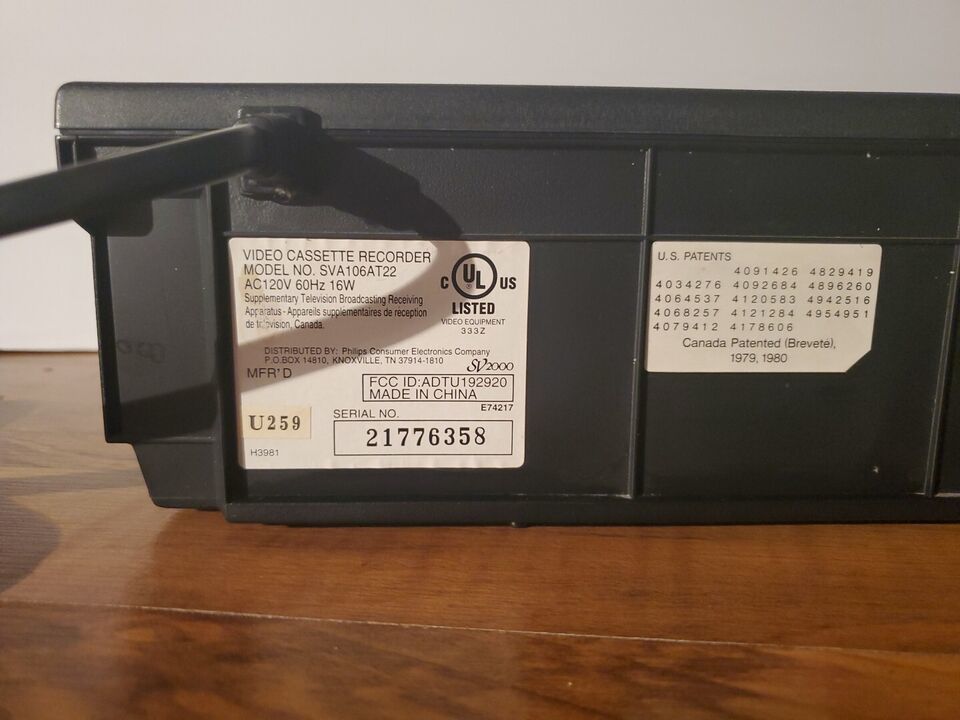 VIDEO CASSETTE RECORDER
MODEL NO. SVA106AT22
AC120V 60Hz 16W
Supplementary Television Broadcasting Receiving
Apparatus - Appareils supplementaires de reception
de television, Canada.
C UL US
LISTED
VIDEO EQUIPMENT
333Z
DISTRIBUTED BY: Philips Consumer Electronics Company
P.O.BOX 14810, KNOXVILLE, TN 37914-1810
SV2000
MFR'D
FCC ID:ADTU192920
MADE IN CHINA
E74217
U259
SERIAL NO.
21776358
H3981
U.S. PATENTS
4091426 4829419
4034276 4092684 4896260
4064537 4120583 4942516
4068257 4121284 4954951
4079412 4178606
Canada Patented (Breveté),
1979, 1980